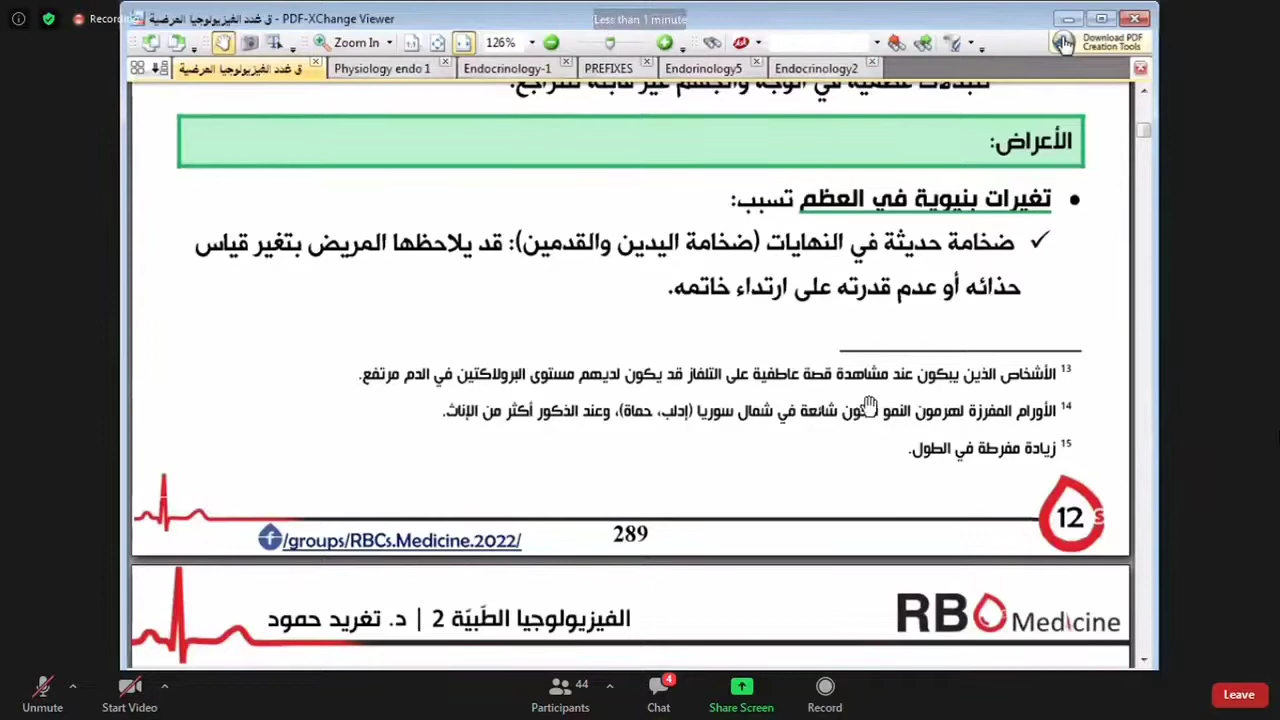 Recording
ق غدد الفيزيولوجيا المرضية - PDF-XChange Viewer
Less than 1 minute
Zoom In
126%
Download PDF
Creation Tools
ق غدد الفيزيولوجيا المرضية
Physiology endo 1
Endocrinology-1
PREFIXES
Endorinology5
Endocrinology2
الأعراض:
• تغيرات بنيوية في العظم تسبب:
✓ ضخامة حديثة في النهايات (ضخامة اليدين والقدمين): قد يلاحظها المريض بتغير قياس
حذائه أو عدم قدرته على ارتداء خاتمه.
13 الأشخاص الذين يبكون عند مشاهدة قصة عاطفية على التلفاز قد يكون لديهم مستوى البرولاكتين في الدم مرتفع.
14 الأورام المفرزة لهرمون النمو شائعة في شمال سوريا (إدلب، حماة)، وعند الذكور أكثر من الإناث.
15 زيادة مفرطة في الطول.
/groups/RBCs.Medicine.2022/
289
12
الفيزيولوجيا الطبيّة 2 | د. تغريد حمود
RB Medicine
Unmute
Start Video
Participants
44
Chat
4
Share Screen
Record
Leave